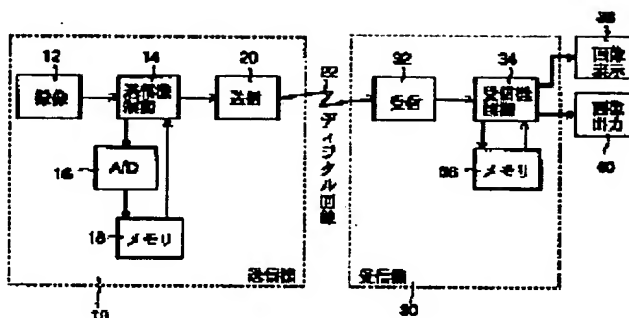 12
14
20
22
32
34
38
撮像
送信機
制御
送信
ディジタル回線
受信
受信機
制御
画像
表示
画像
出力
40
16
A/D
18
メモリ
36
メモリ
送信機
受信機
10
30